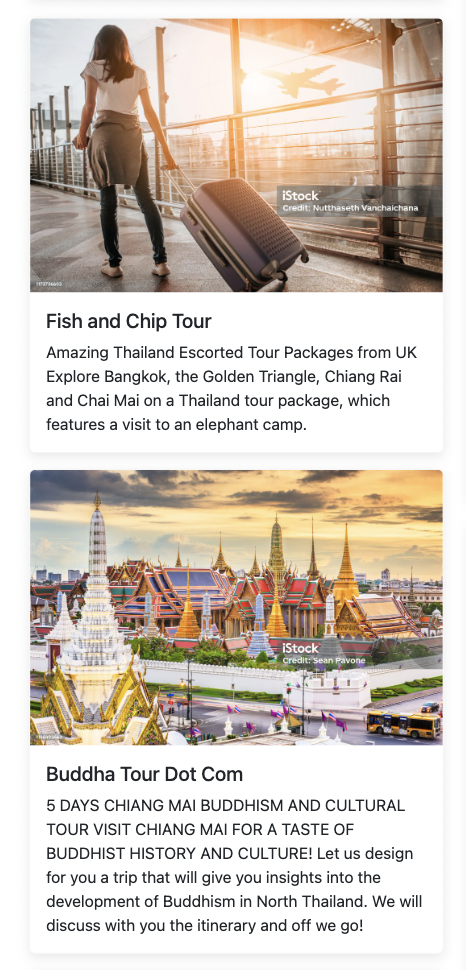 iStock
Credit: Nutthaseth Vanchaichana
Fish and Chip Tour
Amazing Thailand Escorted Tour Packages from UK
Explore Bangkok, the Golden Triangle, Chiang Rai
and Chai Mai on a Thailand tour package, which
features a visit to an elephant camp.
iStock
Credit: Sean Pavone
Buddha Tour Dot Com
5 DAYS CHIANG MAI BUDDHISM AND CULTURAL
TOUR VISIT CHIANG MAI FOR A TASTE OF
BUDDHIST HISTORY AND CULTURE! Let us design
for you a trip that will give you insights into the
development of Buddhism in North Thailand. We will
discuss with you the itinerary and off we go!